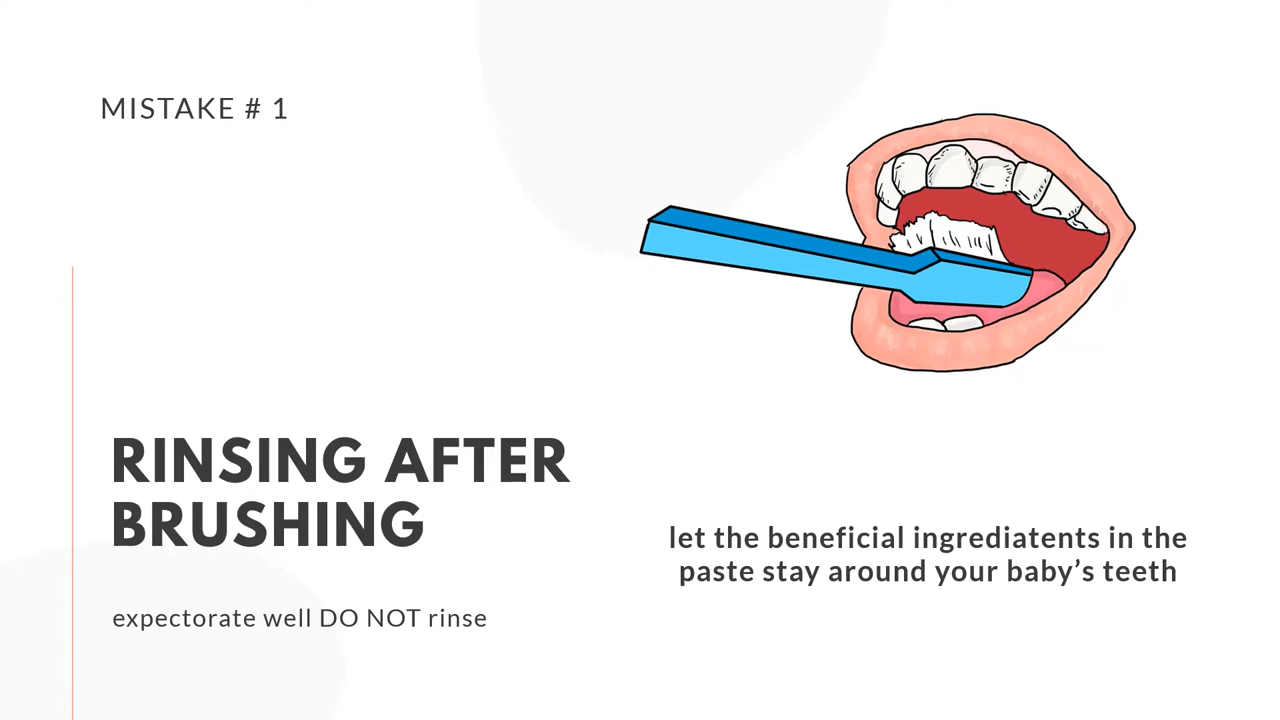 MISTAKE # 1
RINSING AFTER
BRUSHING
expectorate well DO NOT rinse
let the beneficial ingrediatents in the
paste stay around your baby’s teeth